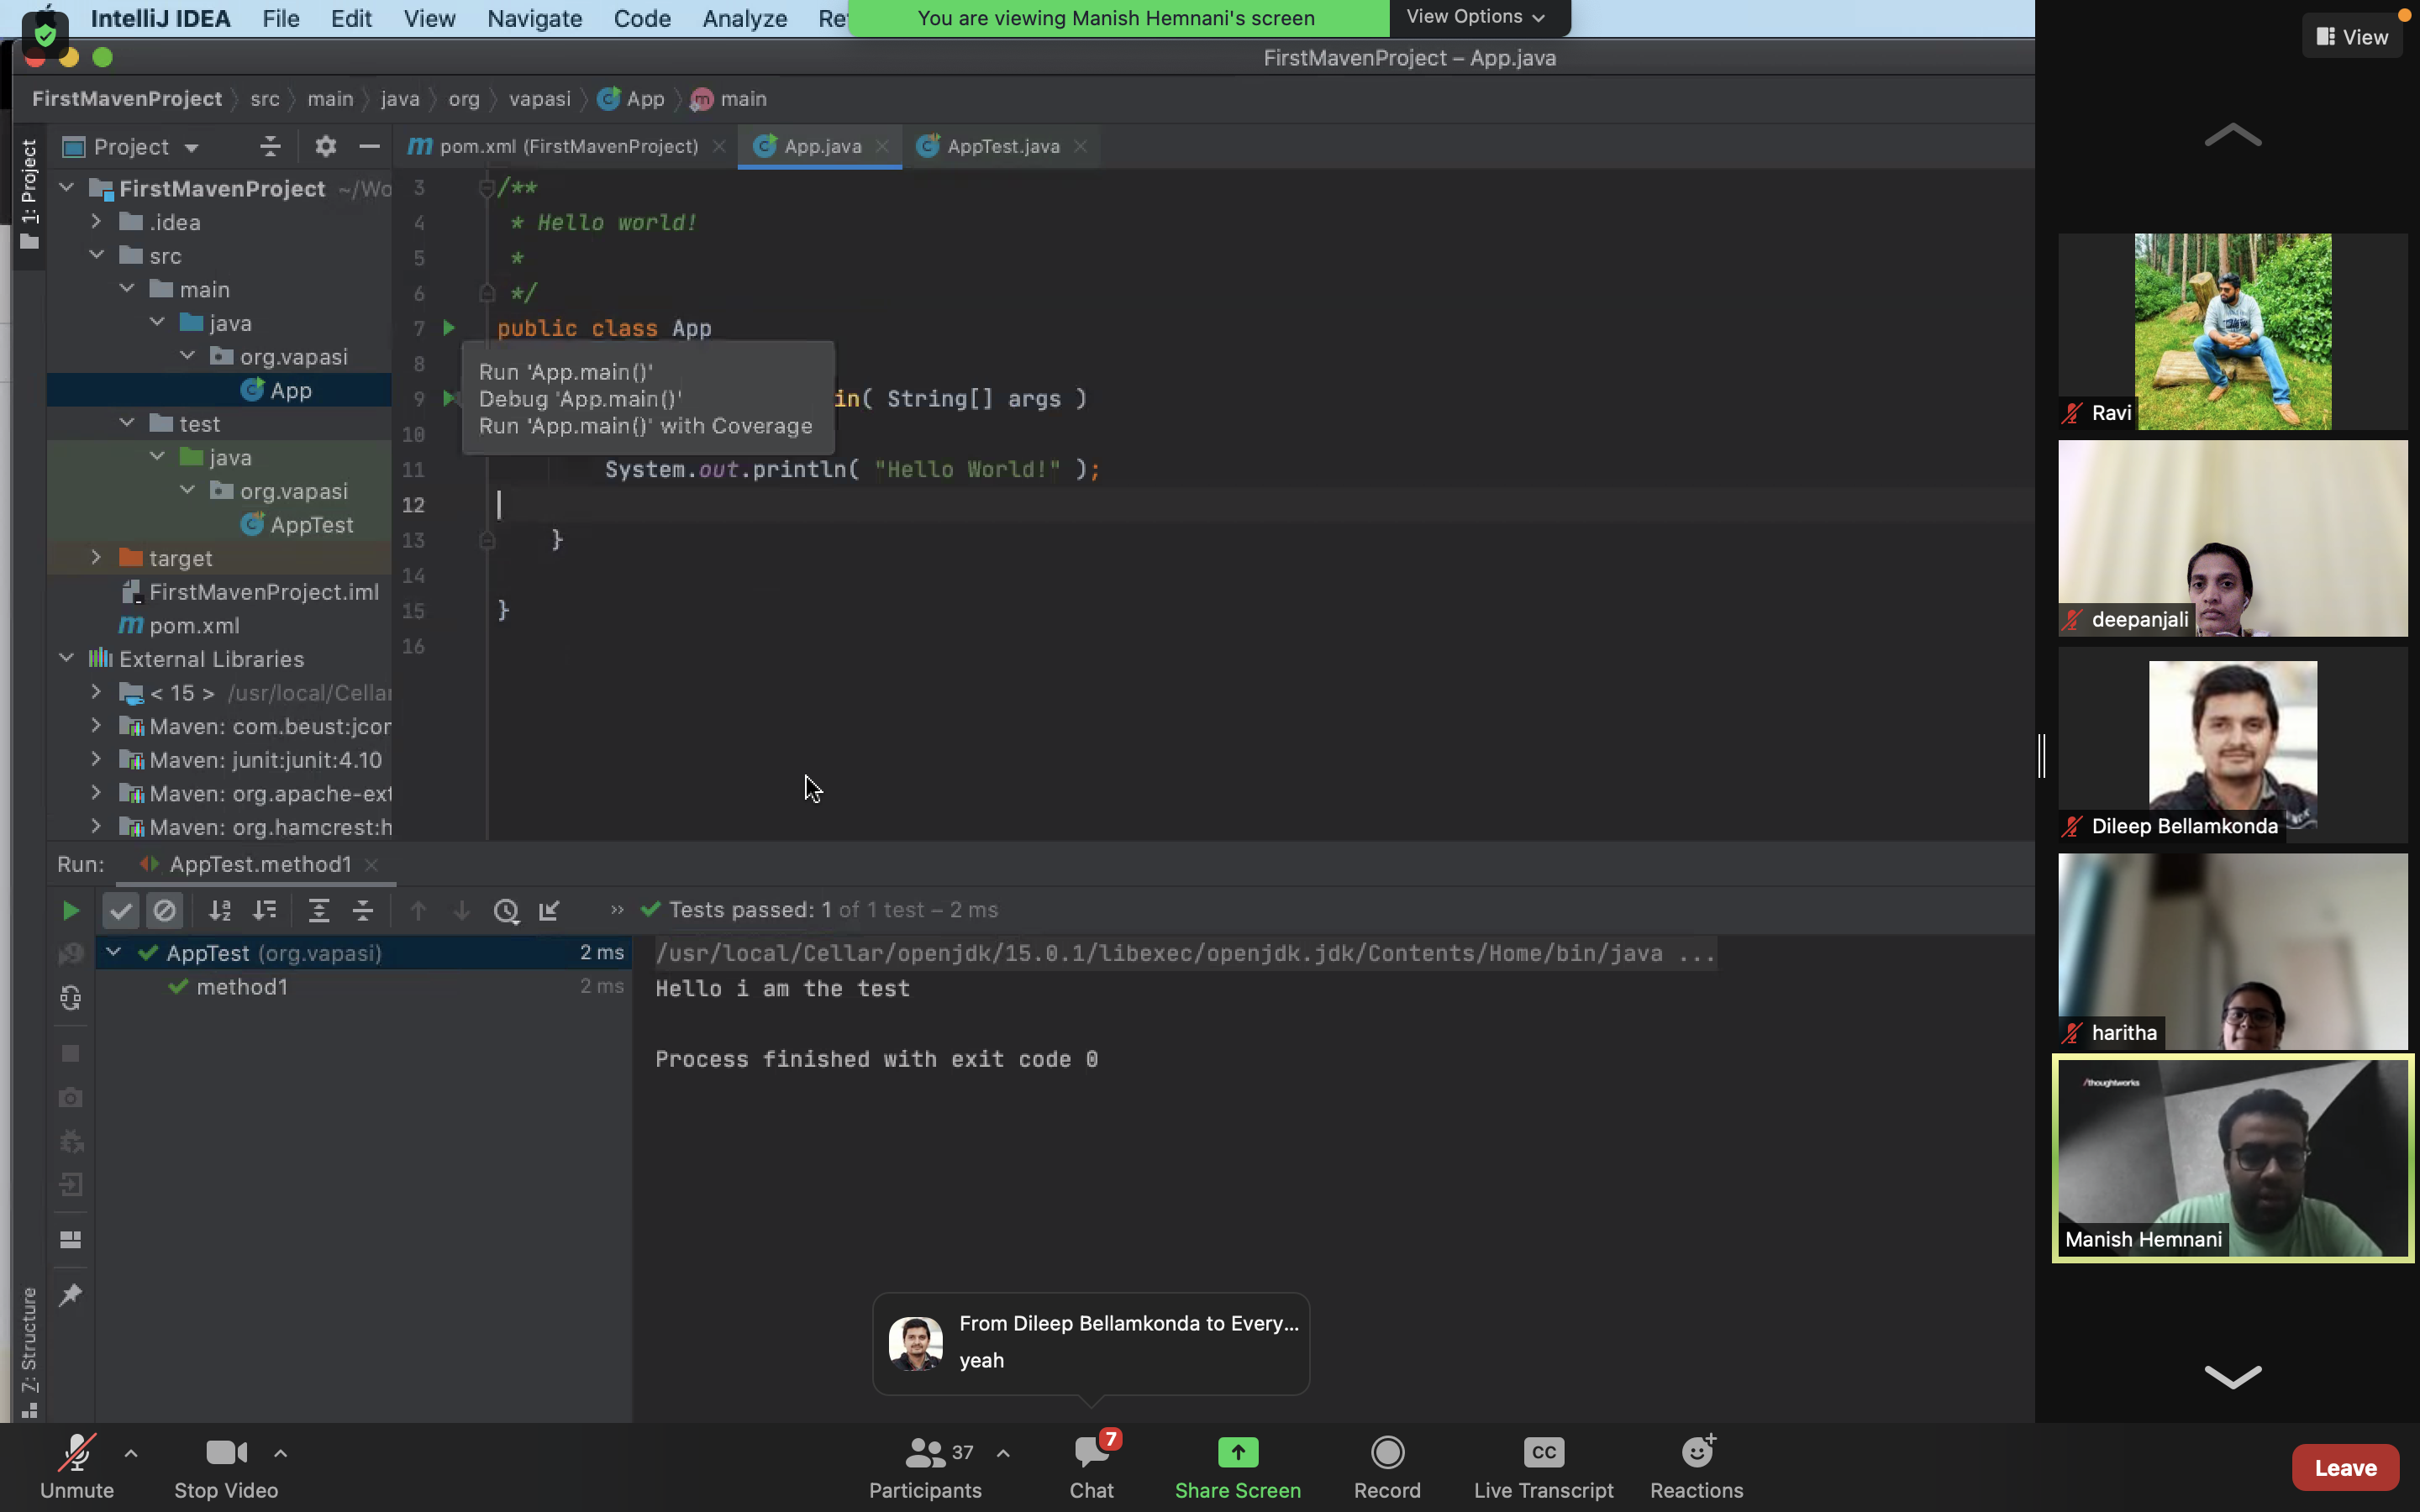 IntelliJ IDEA File Edit View Navigate Code Analyze
You are viewing Manish Hemnani's screen
View Options
View
FirstMavenProject – App.java
FirstMavenProject src main java org vapasi App main
1: Project
Project
pom.xml (FirstMavenProject)
App.java
AppTest.java
FirstMavenProject ~/Wo
.idea
src
main
java
org.vapasi
App
test
java
org.vapasi
AppTest
target
FirstMavenProject.iml
pom.xml
External Libraries
< 15 > /usr/local/Cellar
Maven: com.beust:jcor
Maven: junit:junit:4.10
Maven: org.apache-ext
Maven: org.hamcrest:h
3 /**
4 * Hello world!
5 *
6 */
7 public class App
8
9 in( String[] args )
10
11 System.out.println( "Hello World!" );
12
13 }
14
15 }
16
Run 'App.main()'
Debug 'App.main()'
Run 'App.main()' with Coverage
Run: AppTest.method1
Tests passed: 1 of 1 test – 2 ms
AppTest (org.vapasi) 2 ms
method1 2 ms
/usr/local/Cellar/openjdk/15.0.1/libexec/openjdk.jdk/Contents/Home/bin/java ...
Hello i am the test
Process finished with exit code 0
7: Structure
From Dileep Bellamkonda to Every...
yeah
Ravi
deepanjali
Dileep Bellamkonda
haritha
/thoughtworks
Manish Hemnani
Unmute
Stop Video
37
Participants
7
Chat
Share Screen
Record
CC
Live Transcript
Reactions
Leave